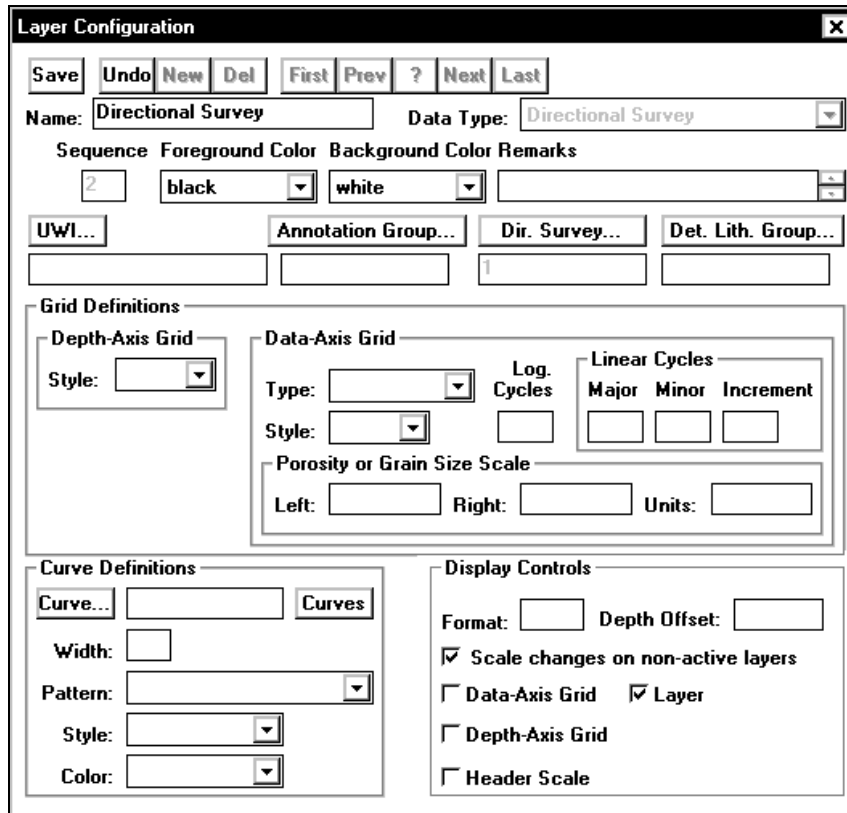 Layer Configuration
Save Undo New Del First Prev ? Next Last
Name: Directional Survey Data Type: Directional Survey
Sequence Foreground Color Background Color Remarks
2 black white
UWI... Annotation Group... Dir. Survey... Det. Lith. Group...
1
Grid Definitions
Depth-Axis Grid Data-Axis Grid
Linear Cycles
Style: Type: Log. Cycles Major Minor Increment
Style:
Porosity or Grain Size Scale
Left: Right: Units:
Curve Definitions Display Controls
Curve... Curves
Format: Depth Offset:
Width: Scale changes on non-active layers
Pattern: Data-Axis Grid Layer
Style: Depth-Axis Grid
Color: Header Scale